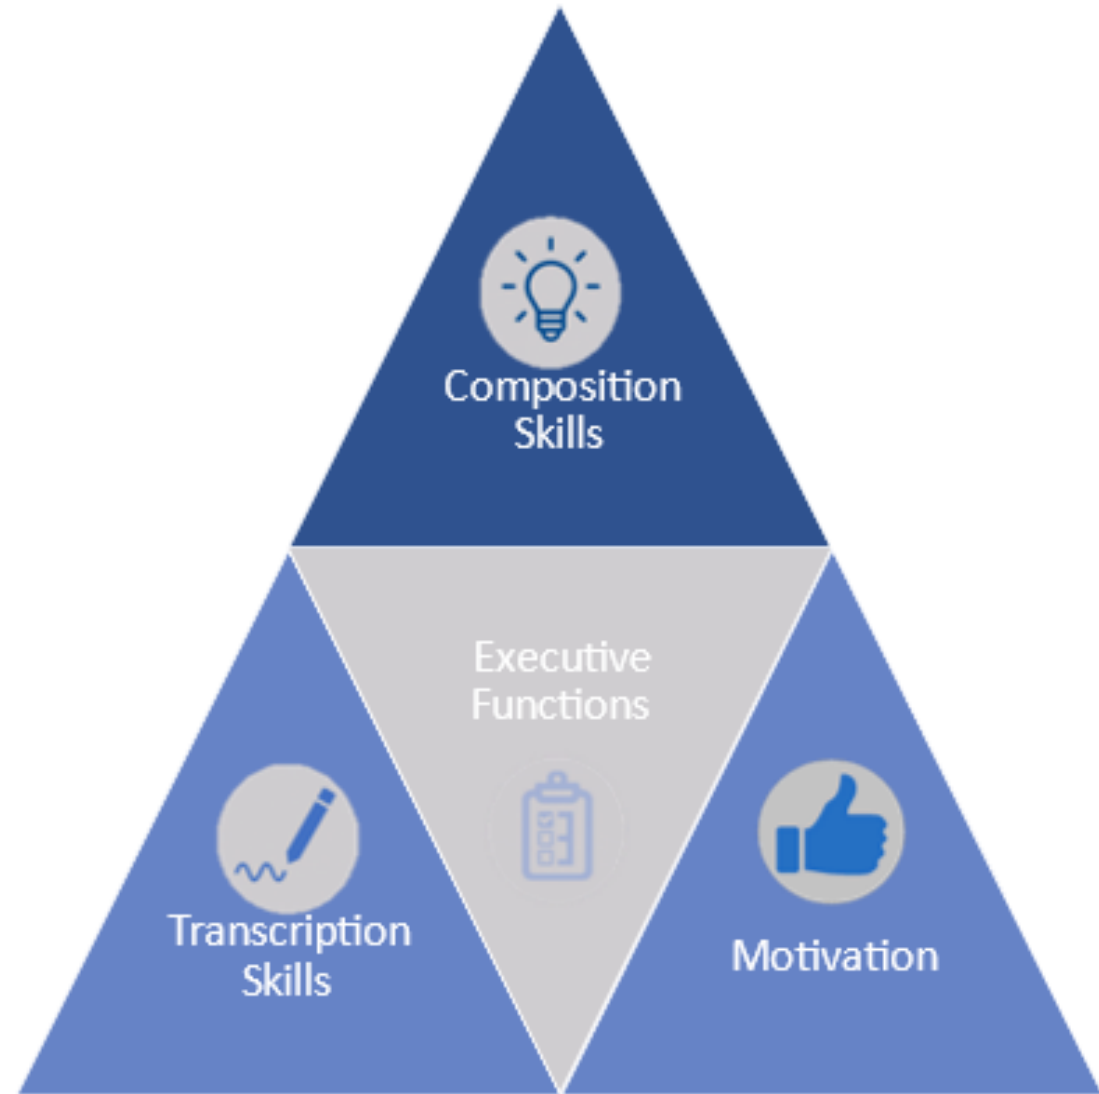 Composition
Skills
Executive
Functions
Transcription
Skills
Motivation